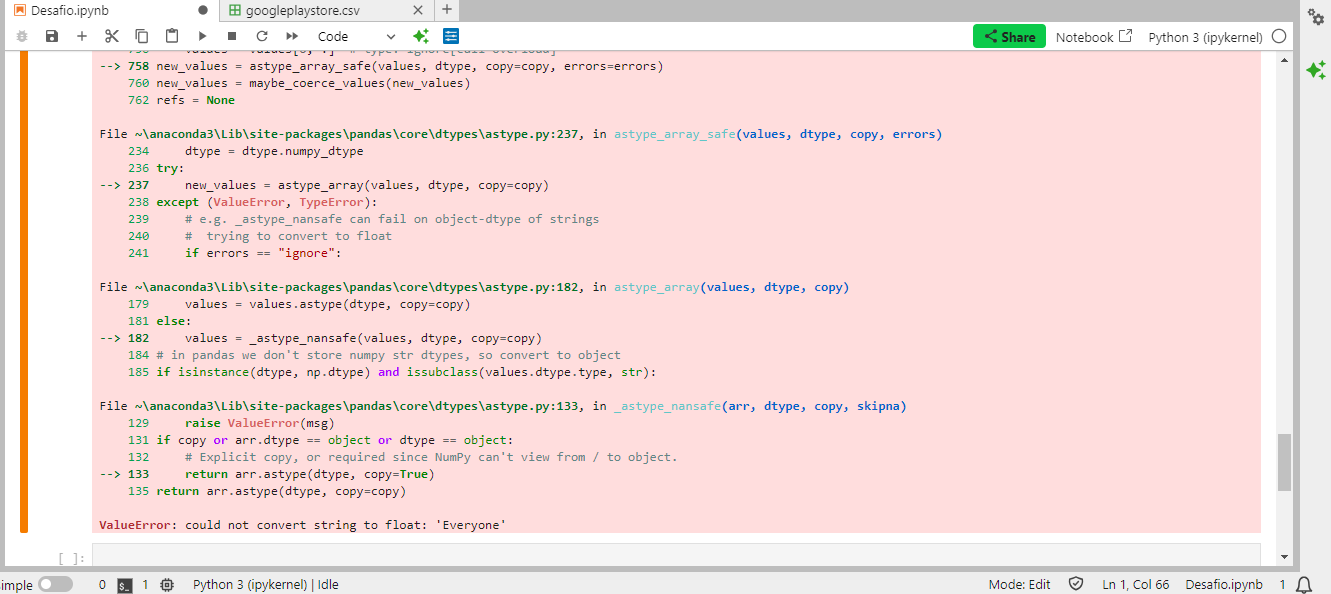 Desafio.ipynb
googleplaystore.csv
Code
Share
Notebook
Python 3 (ipykernel)
--> 758 new_values = astype_array_safe(values, dtype, copy=copy, errors=errors)
760 new_values = maybe_coerce_values(new_values)
762 refs = None
File ~\anaconda3\Lib\site-packages\pandas\core\dtypes\astype.py:237, in astype_array_safe(values, dtype, copy, errors)
234     dtype = dtype.numpy_dtype
236 try:
--> 237     new_values = astype_array(values, dtype, copy=copy)
238 except (ValueError, TypeError):
239     # e.g. _astype_nansafe can fail on object-dtype of strings
240     #  trying to convert to float
241     if errors == "ignore":
File ~\anaconda3\Lib\site-packages\pandas\core\dtypes\astype.py:182, in astype_array(values, dtype, copy)
179     values = values.astype(dtype, copy=copy)
181 else:
--> 182     values = _astype_nansafe(values, dtype, copy=copy)
184 # in pandas we don't store numpy str dtypes, so convert to object
185 if isinstance(dtype, np.dtype) and issubclass(values.dtype.type, str):
File ~\anaconda3\Lib\site-packages\pandas\core\dtypes\astype.py:133, in _astype_nansafe(arr, dtype, copy, skipna)
129     raise ValueError(msg)
131 if copy or arr.dtype == object or dtype == object:
132     # Explicit copy, or required since NumPy can't view from / to object.
--> 133     return arr.astype(dtype, copy=True)
135 return arr.astype(dtype, copy=copy)
ValueError: could not convert string to float: 'Everyone'
[ ]:
imple
0
1
Python 3 (ipykernel) | Idle
Mode: Edit
Ln 1, Col 66
Desafio.ipynb
1